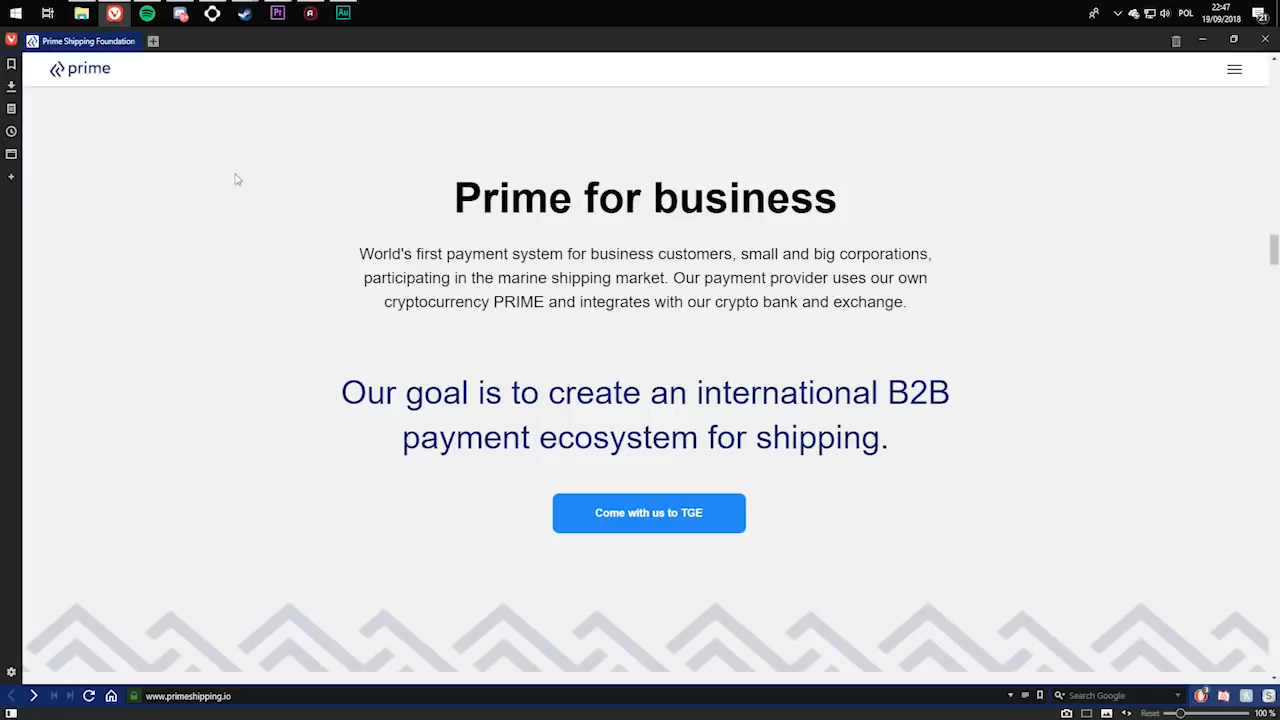 Pr
Au
POL
22:47
19/09/2018
21
Prime Shipping Foundation
prime
Prime for business
World's first payment system for business customers, small and big corporations,
participating in the marine shipping market. Our payment provider uses our own
cryptocurrency PRIME and integrates with our crypto bank and exchange.
Our goal is to create an international B2B
payment ecosystem for shipping.
Come with us to TGE
www.primeshipping.io
Search Google
Reset
100 %